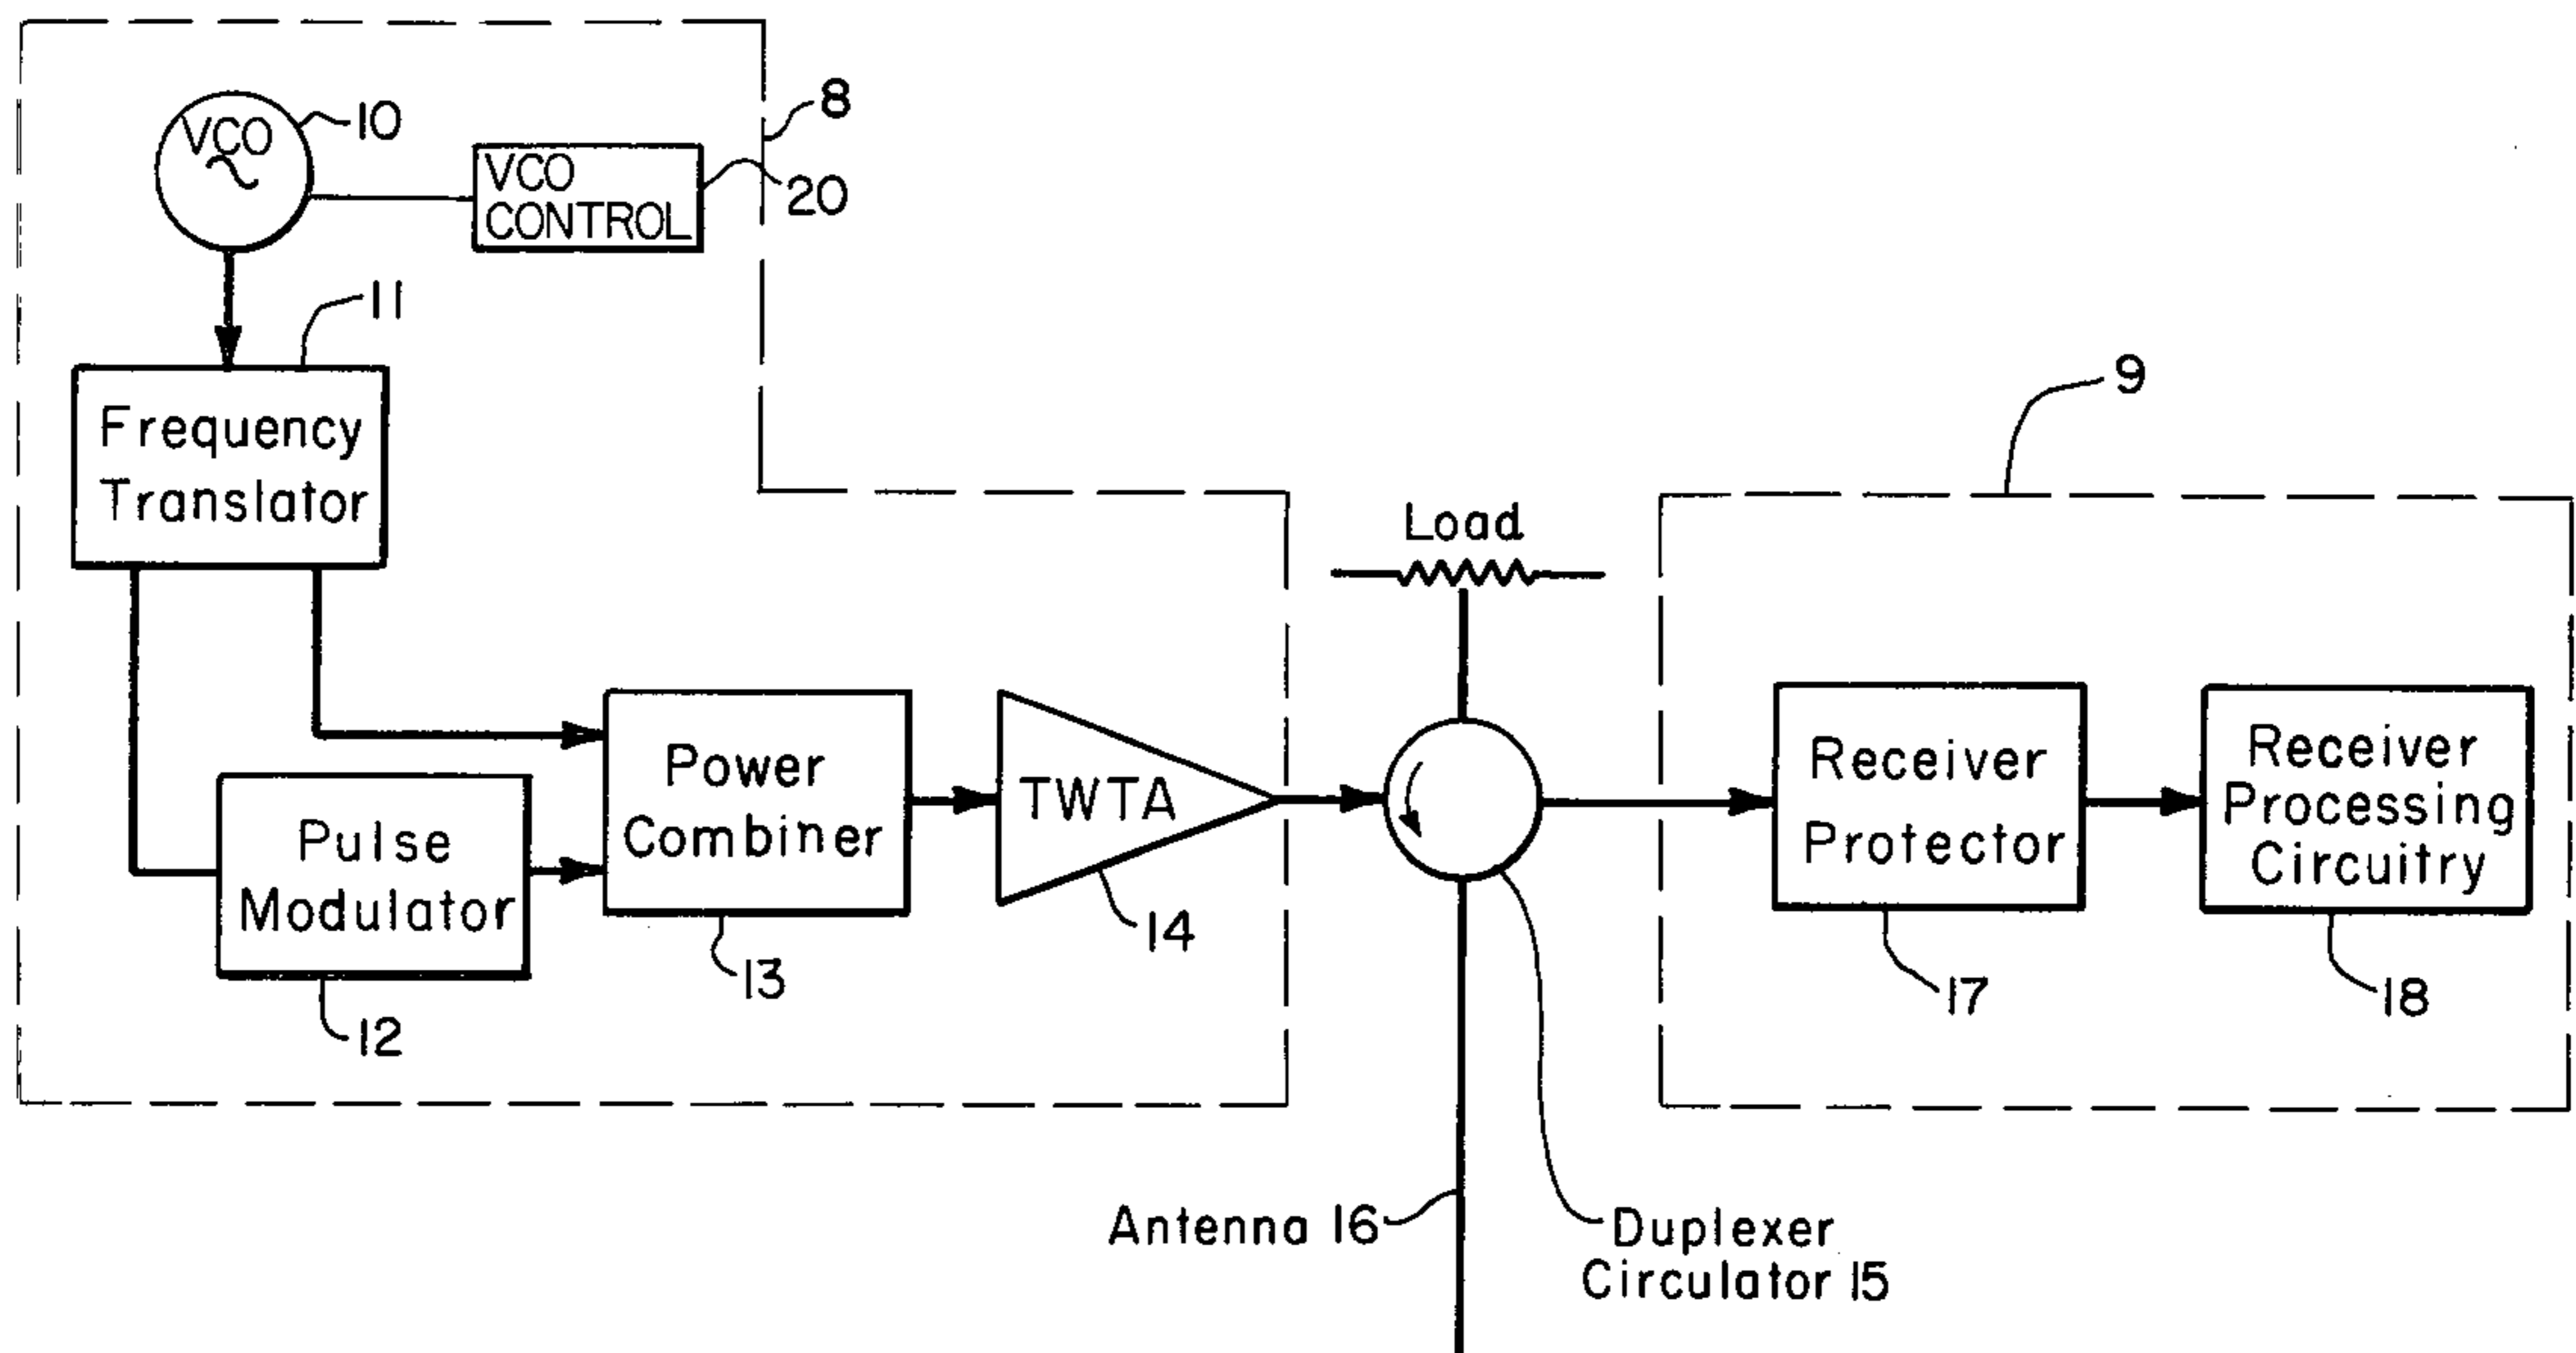 VCO
10
VCO
CONTROL
8
20
11
Frequency
Translator
9
Load
Power
Combiner
TWTA
Receiver
Protector
Receiver
Processing
Circuitry
Pulse
Modulator
12
13
14
17
18
Antenna 16
Duplexer
Circulator 15